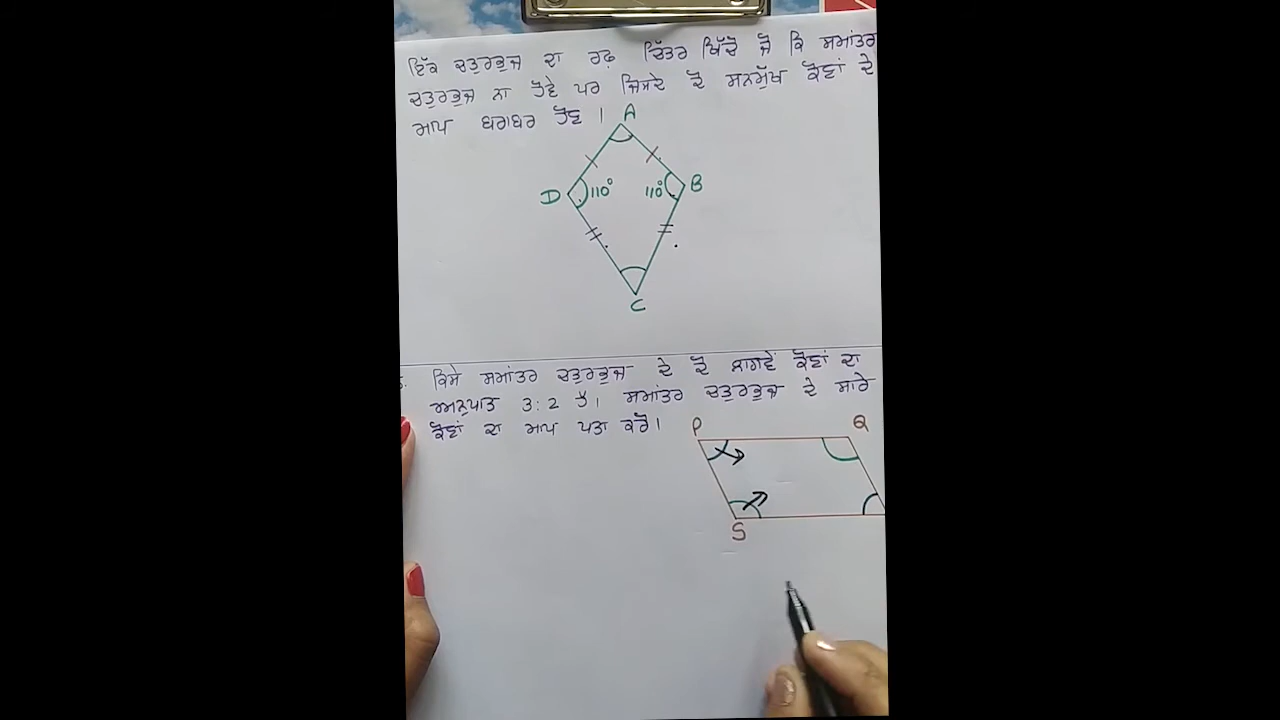 ਇੱਕ ਚਤੁਰਭੁਜ ਦਾ ਰਫ਼ ਚਿੱਤਰ ਖਿੱਚੋ ਜੋ ਕਿ ਸਮਾਂਤਰ
ਚਤੁਰਭੁਜ ਨਾ ਹੋਵੇ ਪਰ ਜਿਸਦੇ ਦੋ ਸਨਮੁੱਖ ਕੋਣਾਂ ਦੇ
ਮਾਪ ਬਰਾਬਰ ਹੋਣ ।
A
D 110° 110° B
C
ਕਿਸੇ ਸਮਾਂਤਰ ਚਤੁਰਭੁਜ ਦੇ ਦੋ ਲਾਗਵੇਂ ਕੋਣਾਂ ਦਾ
ਅਨੁਪਾਤ 3:2 ਹੈ। ਸਮਾਂਤਰ ਚਤੁਰਭੁਜ ਦੇ ਸਾਰੇ
ਕੋਣਾਂ ਦਾ ਮਾਪ ਪਤਾ ਕਰੋ।
P Q
S